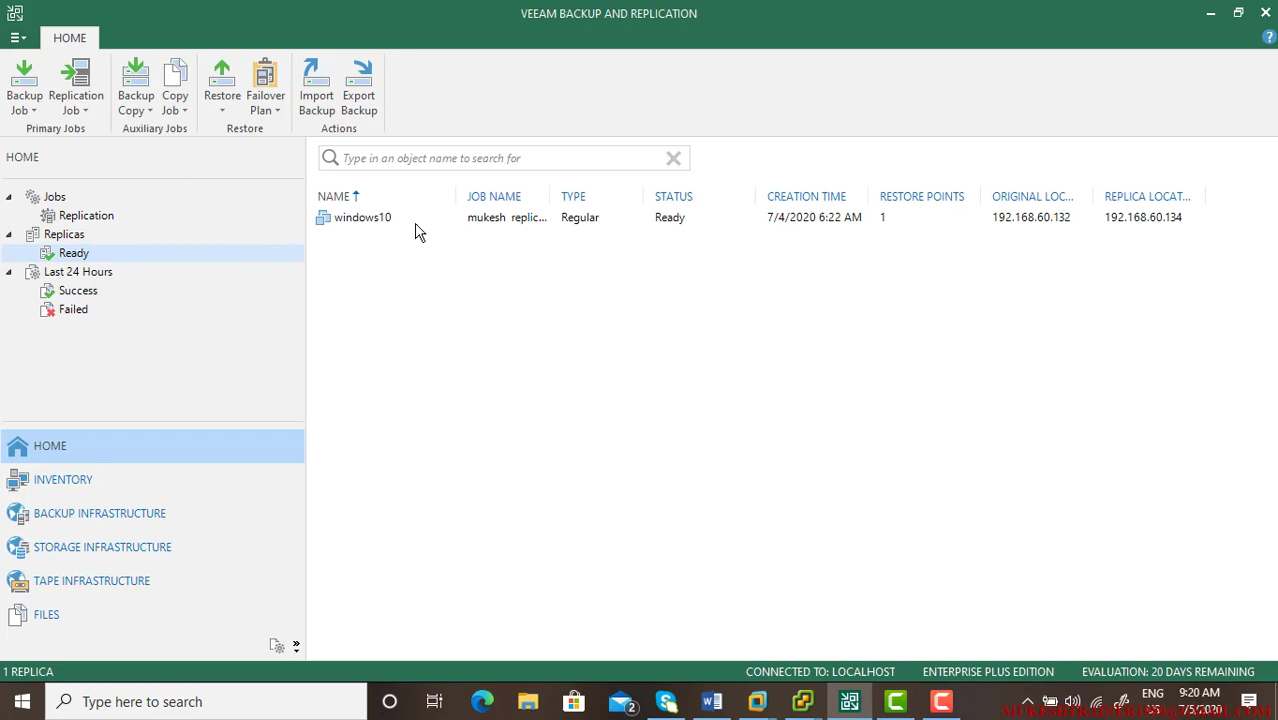 VEEAM BACKUP AND REPLICATION
HOME
Backup Job
Replication Job
Primary Jobs
Backup Copy
Copy Job
Auxiliary Jobs
Restore
Failover Plan
Restore
Import Backup
Export Backup
Actions
HOME
Jobs
Replication
Replicas
Ready
Last 24 Hours
Success
Failed
HOME
INVENTORY
BACKUP INFRASTRUCTURE
STORAGE INFRASTRUCTURE
TAPE INFRASTRUCTURE
FILES
Type in an object name to search for
NAME JOB NAME TYPE STATUS CREATION TIME RESTORE POINTS ORIGINAL LOC... REPLICA LOCAT...
windows10 mukesh replic... Regular Ready 7/4/2020 6:22 AM 1 192.168.60.132 192.168.60.134
1 REPLICA CONNECTED TO: LOCALHOST ENTERPRISE PLUS EDITION EVALUATION: 20 DAYS REMAINING
Type here to search
2
ENG
9:20 AM
7/5/2020